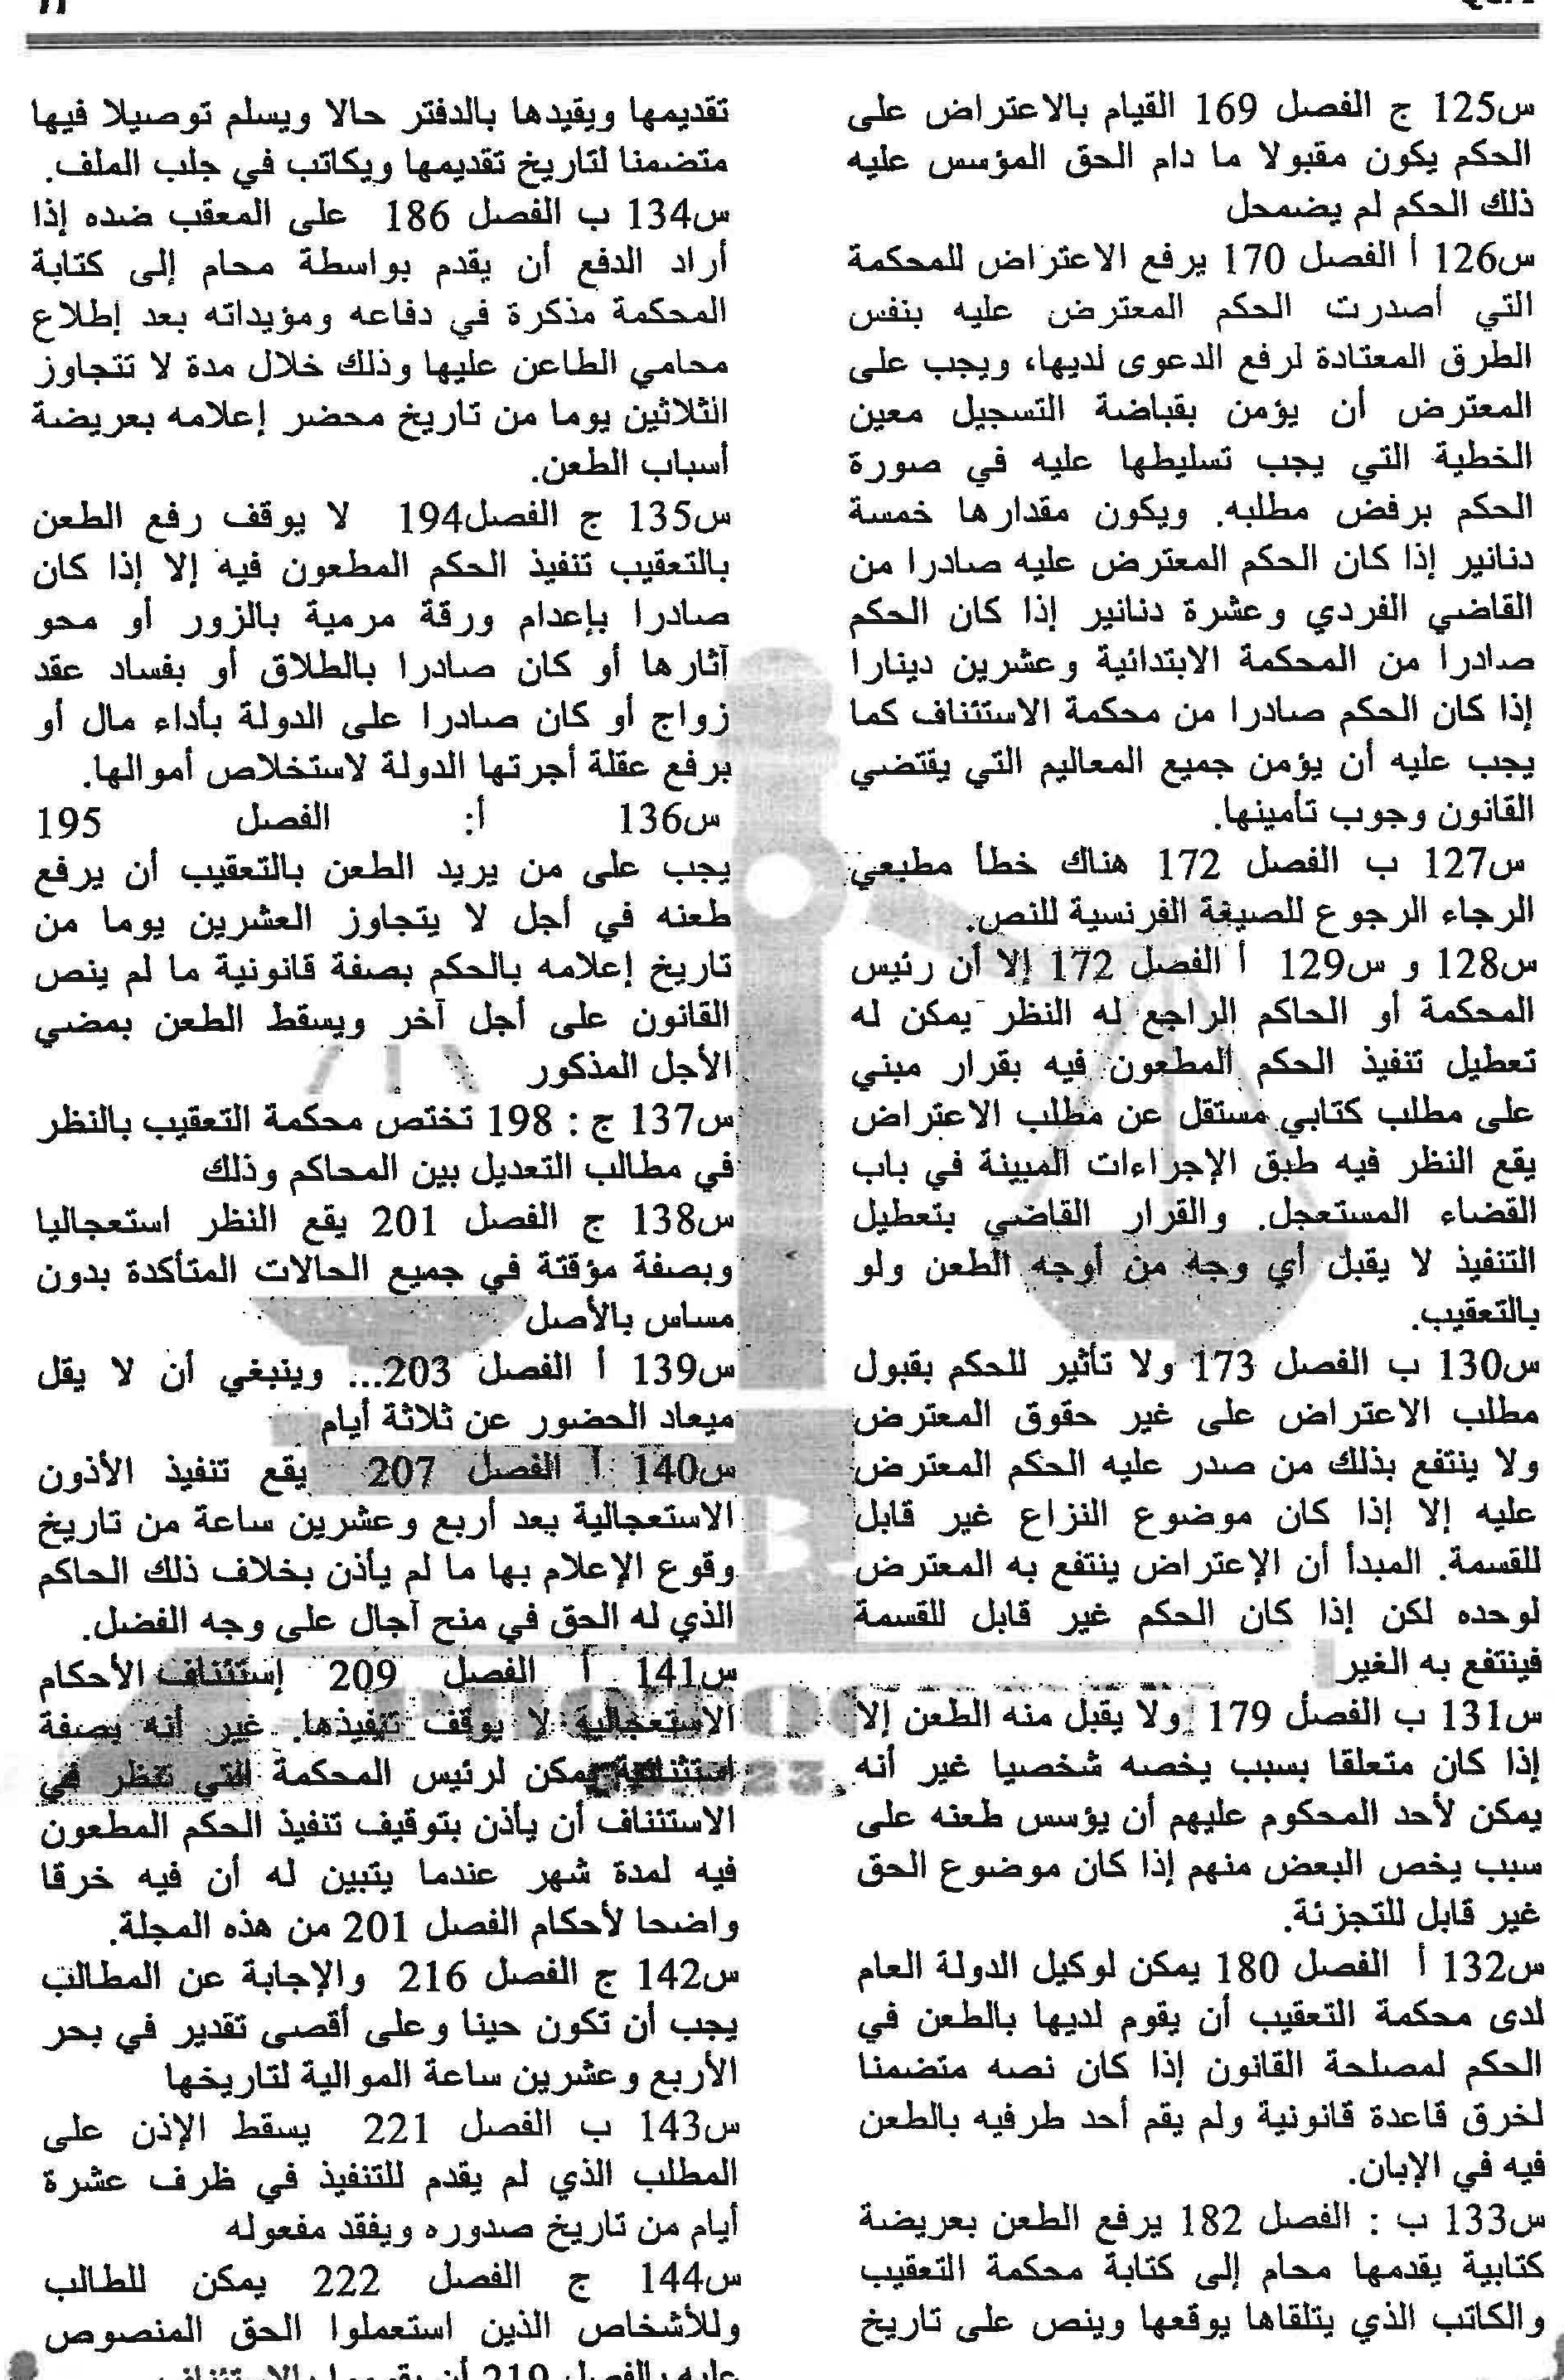 س125 ج الفصل 169 القيام بالاعتراض على
الحكم يكون مقبولا ما دام الحق المؤسس عليه
ذلك الحكم لم يضمحل
س126 أ الفصل 170 يرفع الاعتراض للمحكمة
التي أصدرت الحكم المعترض عليه بنفس
الطرق المعتادة لرفع الدعوى لديها، ويجب على
المعترض أن يؤمن بقباضة التسجيل معين
الخطية التي يجب تسليطها عليه في صورة
الحكم برفض مطلبه. ويكون مقدارها خمسة
دنانير إذا كان الحكم المعترض عليه صادرا من
القاضي الفردي وعشرة دنانير إذا كان الحكم
صادرا من المحكمة الابتدائية وعشرين دينارا
إذا كان الحكم صادرا من محكمة الاستئناف كما
يجب عليه أن يؤمن جميع المعاليم التي يقتضي
القانون وجوب تأمينها.
س127 ب الفصل 172 هناك خطأ مطبعي
الرجاء الرجوع للصيغة الفرنسية للنص.
س128 و س129 أ الفصل 172 إلا أن رئيس
المحكمة أو الحاكم الراجع له النظر يمكن له
تعطيل تنفيذ الحكم المطعون فيه بقرار مبني
على مطلب كتابي مستقل عن مطلب الاعتراض
يقع النظر فيه طبق الإجراءات المبينة في باب
القضاء المستعجل. والقرار القاضي بتعطيل
التنفيذ لا يقبل أي وجه من أوجه الطعن ولو
بالتعقيب.
س130 ب الفصل 173 ولا تأثير للحكم بقبول
مطلب الاعتراض على غير حقوق المعترض
ولا ينتفع بذلك من صدر عليه الحكم المعترض
عليه إلا إذا كان موضوع النزاع غير قابل
للقسمة. المبدأ أن الإعتراض ينتفع به المعترض
لوحده لكن إذا كان الحكم غير قابل للقسمة
فينتفع به الغير
س131 ب الفصل 179 ولا يقبل منه الطعن إلا
إذا كان متعلقا بسبب يخصه شخصيا غير أنه
يمكن لأحد المحكوم عليهم أن يؤسس طعنه على
سبب يخص البعض منهم إذا كان موضوع الحق
غير قابل للتجزئة.
س132 أ الفصل 180 يمكن لوكيل الدولة العام
لدى محكمة التعقيب أن يقوم لديها بالطعن في
الحكم لمصلحة القانون إذا كان نصه متضمنا
لخرق قاعدة قانونية ولم يقم أحد طرفيه بالطعن
فيه في الإبان.
س133 ب : الفصل 182 يرفع الطعن بعريضة
كتابية يقدمها محام إلى كتابة محكمة التعقيب
والكاتب الذي يتلقاها يوقعها وينص على تاريخ
تقديمها ويقيدها بالدفتر حالا ويسلم توصيلا فيها
متضمنا لتاريخ تقديمها ويكاتب في جلب الملف.
س134 ب الفصل 186 على المعقب ضده إذا
أراد الدفع أن يقدم بواسطة محام إلى كتابة
المحكمة مذكرة في دفاعه ومؤيداته بعد إطلاع
محامي الطاعن عليها وذلك خلال مدة لا تتجاوز
الثلاثين يوما من تاريخ محضر إعلامه بعريضة
أسباب الطعن.
س135 ج الفصل194 لا يوقف رفع الطعن
بالتعقيب تنفيذ الحكم المطعون فيه إلا إذا كان
صادرا بإعدام ورقة مرمية بالزور أو محو
آثارها أو كان صادرا بالطلاق أو بفساد عقد
زواج أو كان صادرا على الدولة بأداء مال أو
برفع عقلة أجرتها الدولة لاستخلاص أموالها.
س136 أ: الفصل 195
يجب على من يريد الطعن بالتعقيب أن يرفع
طعنه في أجل لا يتجاوز العشرين يوما من
تاريخ إعلامه بالحكم بصفة قانونية ما لم ينص
القانون على أجل آخر ويسقط الطعن بمضي
الأجل المذكور
س137 ج : 198 تختص محكمة التعقيب بالنظر
في مطالب التعديل بين المحاكم وذلك
س138 ج الفصل 201 يقع النظر استعجاليا
وبصفة مؤقتة في جميع الحالات المتأكدة بدون
مساس بالأصل
س139 أ الفصل 203... وينبغي أن لا يقل
ميعاد الحضور عن ثلاثة أيام
س140 أ الفصل 207 يقع تنفيذ الأذون
الاستعجالية بعد أربع وعشرين ساعة من تاريخ
وقوع الإعلام بها ما لم يأذن بخلاف ذلك الحاكم
الذي له الحق في منح آجال على وجه الفضل.
س141 أ الفصل 209 إستئناف الأحكام
الاستعجالية لا يوقف تنفيذها. غير أنه بصفة
استثنائية يمكن لرئيس المحكمة التي تنظر في
الاستئناف أن يأذن بتوقيف تنفيذ الحكم المطعون
فيه لمدة شهر عندما يتبين له أن فيه خرقا
واضحا لأحكام الفصل 201 من هذه المجلة.
س142 ج الفصل 216 والإجابة عن المطالب
يجب أن تكون حينا وعلى أقصى تقدير في بحر
الأربع وعشرين ساعة الموالية لتاريخها
س143 ب الفصل 221 يسقط الإذن على
المطلب الذي لم يقدم للتنفيذ في ظرف عشرة
أيام من تاريخ صدوره ويفقد مفعوله
س144 ج الفصل 222 يمكن للطالب
وللأشخاص الذين استعملوا الحق المنصوص
عليه بالفصل 219 أن